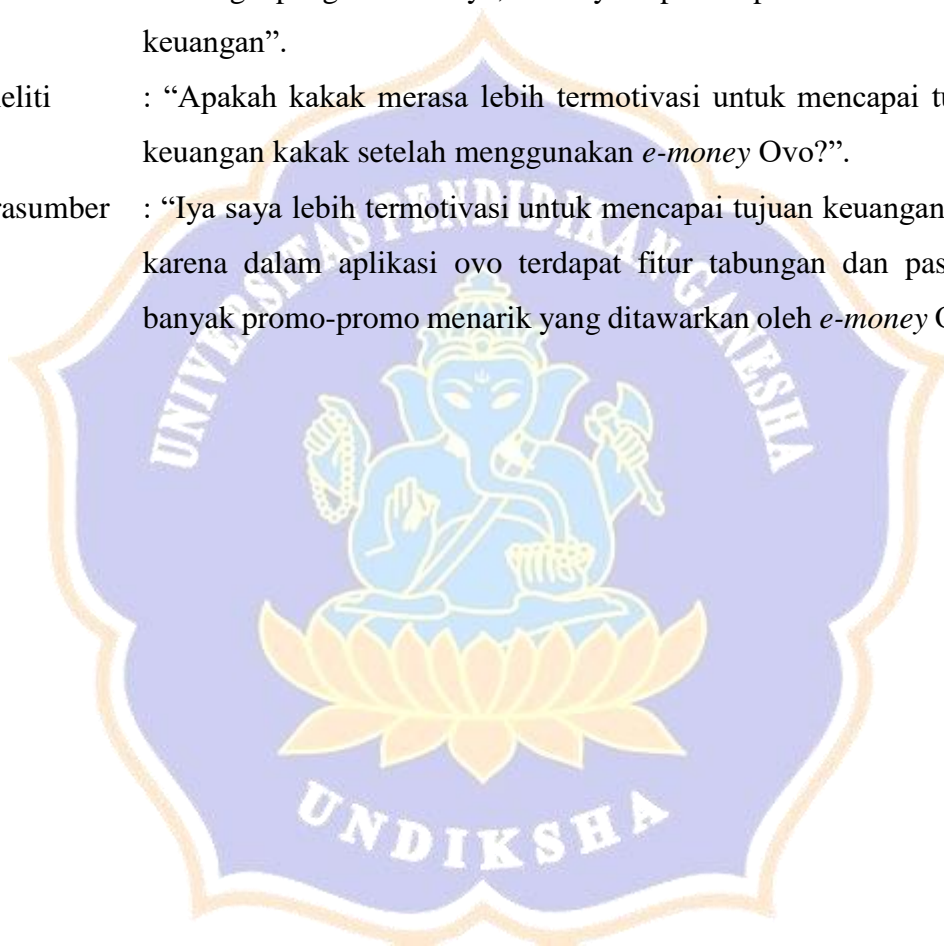 keuangan”.
eliti : “Apakah kakak merasa lebih termotivasi untuk mencapai tu
keuangan kakak setelah menggunakan e-money Ovo?”.
rasumber : “Iya saya lebih termotivasi untuk mencapai tujuan keuangan
karena dalam aplikasi ovo terdapat fitur tabungan dan pas
banyak promo-promo menarik yang ditawarkan oleh e-money O
UNIVERSITAS PENDIDIKAN GANESHA
UNDIKSHA